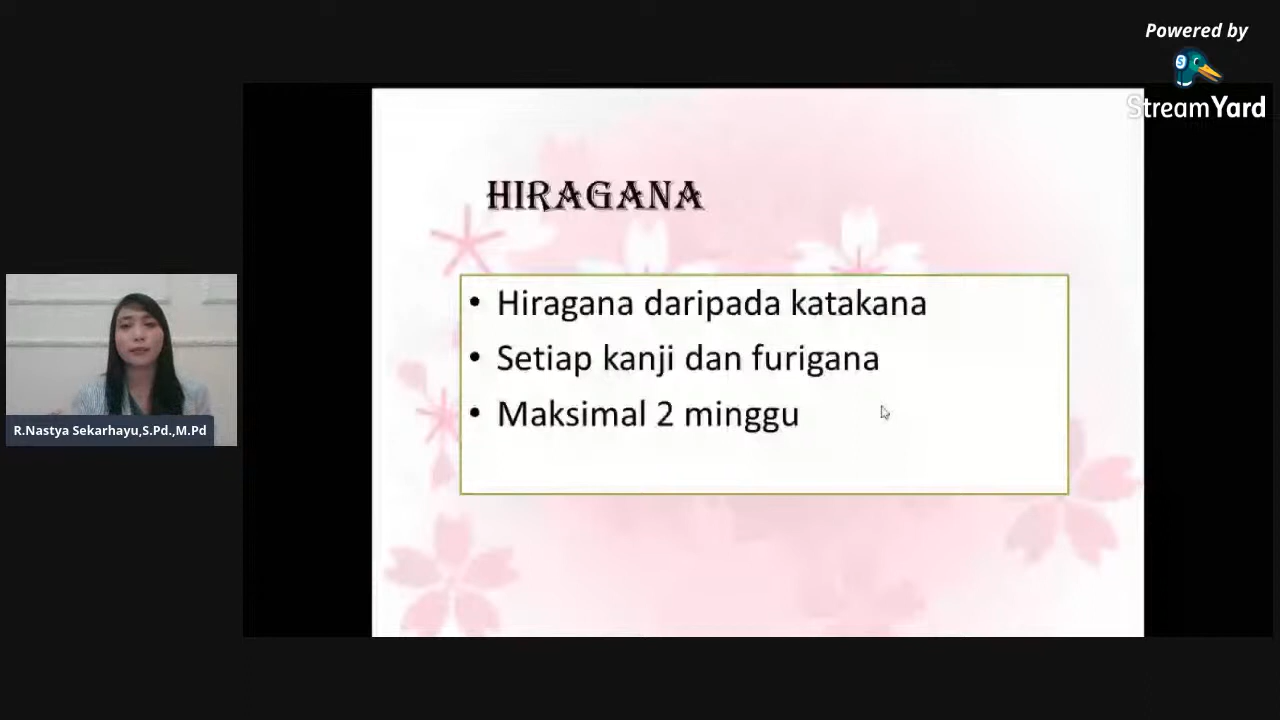 Powered by
StreamYard
HIRAGANA
• Hiragana daripada katakana
• Setiap kanji dan furigana
• Maksimal 2 minggu
R.Nastya Sekarhayu,S.Pd.,M.Pd